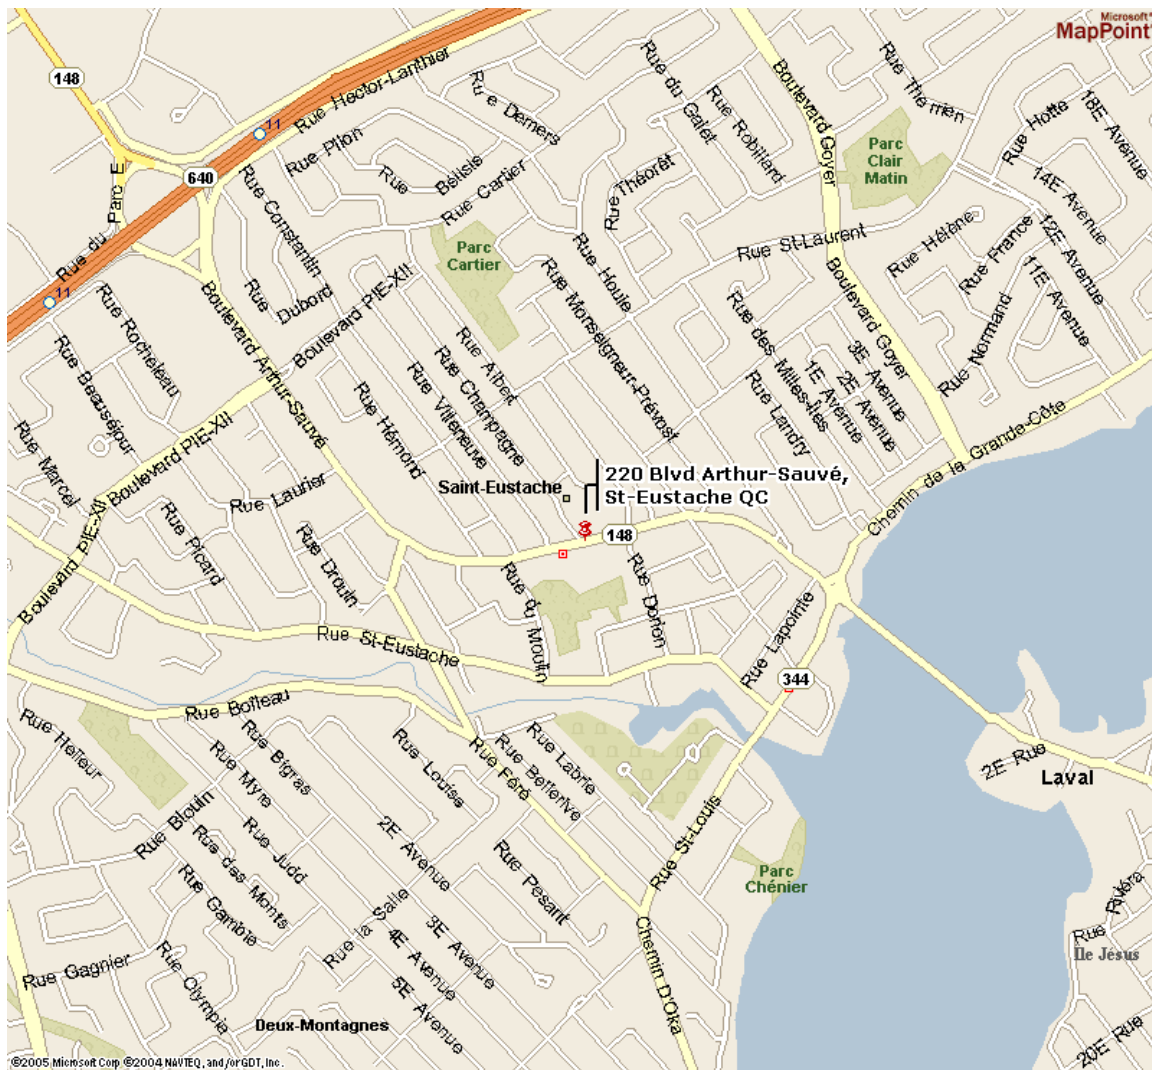 Microsoft®
MapPoint®
148
11
Rue Hector-Lanthier
Rue Demers
Rue du Galet
Rue Robillard
Boulevard Goyer
Rue Therrien
Rue Hotte
18E Avenue
Parc
Clair
Matin
14E Avenue
12E Avenue
11E Avenue
Rue Pilon
Rue Bélisle
Rue Cartier
Rue Théorêt
640
Rue du Parc E
Rue Constantin
Rue Dubord
Parc
Cartier
Rue Houle
Rue St-Laurent
Rue Hélène
Rue France
Rue Normand
11
Boulevard Arthur-Sauvé
Boulevard PIE-XII
Rue Monseigneur-Prévost
Boulevard Goyer
Rue Rocheleau
Rue Beauséjour
Rue Albert
Rue Champagne
Rue Villeneuve
Rue Hémond
Rue des Milles-Iles
Rue Landry
1E Avenue
2E Avenue
3E Avenue
Chemin de la Grande-Côte
Rue Marcel
Boulevard PIE-XII
Rue Laurier
Saint-Eustache
220 Blvd Arthur-Sauvé,
St-Eustache QC
148
Boulevard PIE-XII
Rue Picard
Rue Drouin
Rue du Moulin
Rue Dorion
Rue Lapointe
Rue St-Eustache
344
Rue Boileau
Rue Helleur
Rue Myre
Rue Bigras
Rue Louise
Rue Féré
Rue Bellerive
Rue Labrie
2E Rue
Laval
Rue Blouin
Rue des Monts
Rue Judd
2E Avenue
Rue St-Louis
Parc
Chénier
Rue Gamble
Rue la Salle
Rue Pesant
3E Avenue
4E Avenue
5E Avenue
Rue Gagnier
Rue Olympia
Chemin D'Oka
Rue Riviéra
Ile Jésus
Deux-Montagnes
20E Rue
©2005 Microsoft Corp ©2004 NAVTEQ, and/or GDT, Inc.